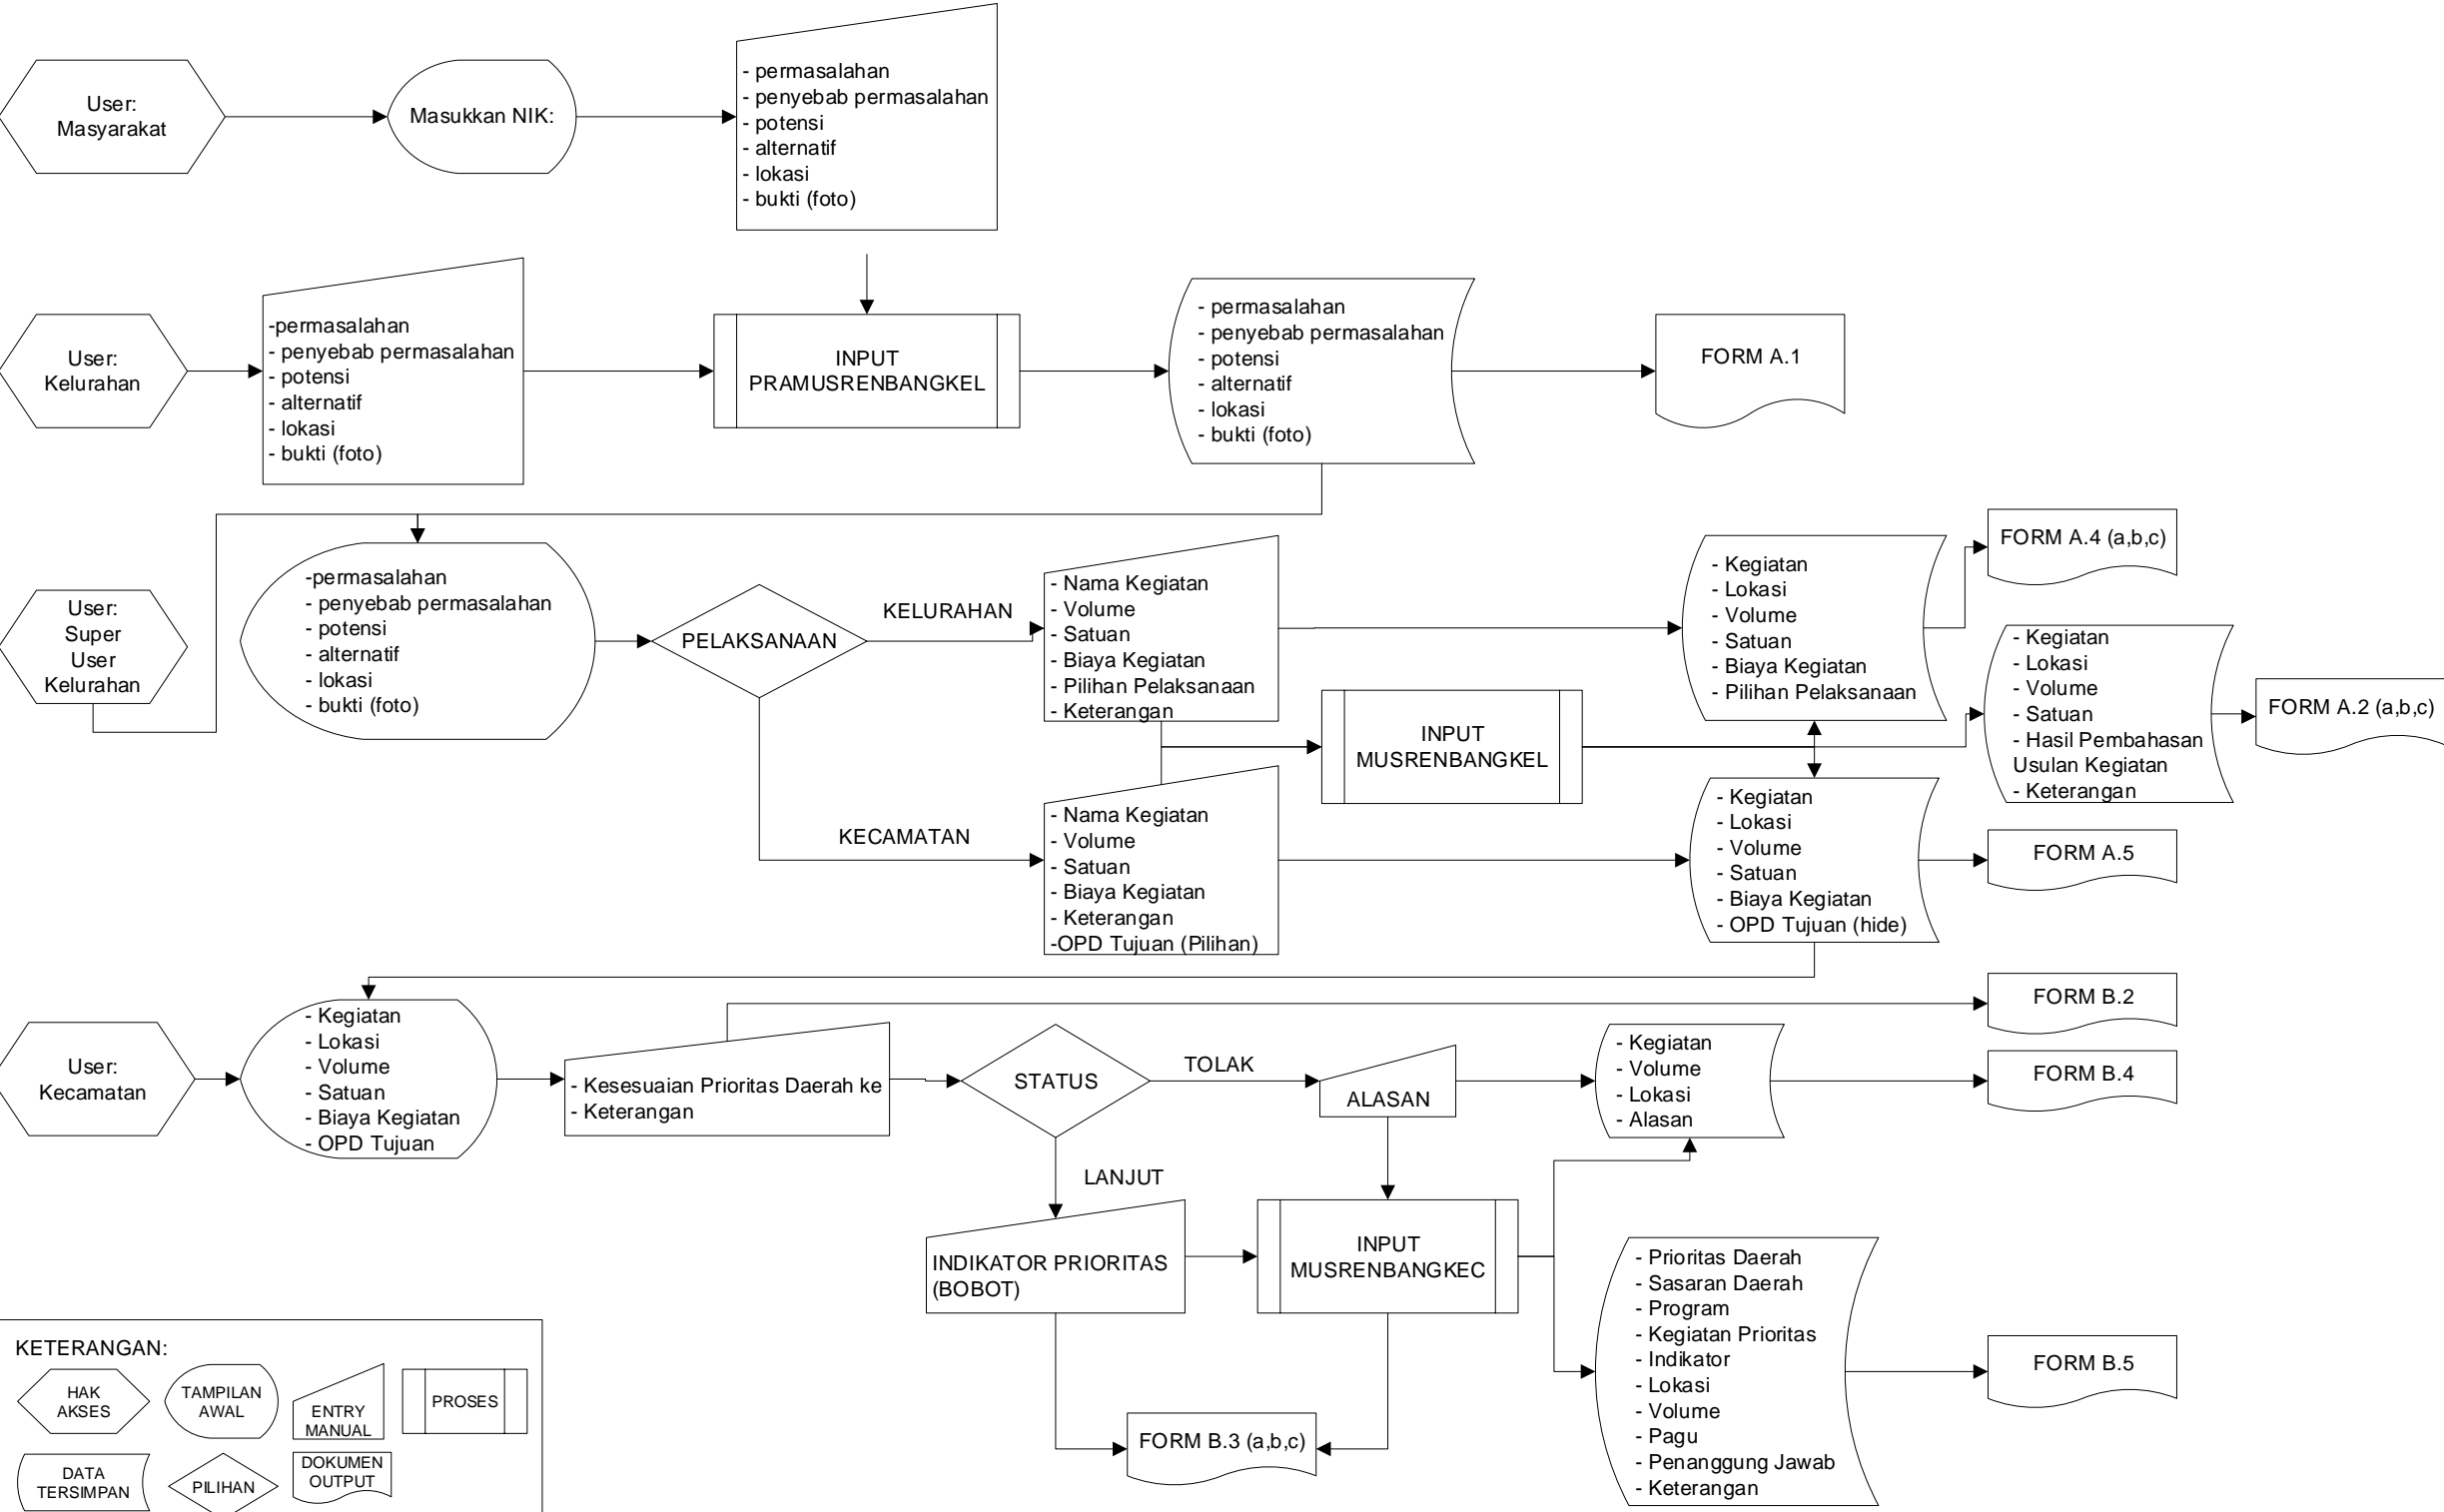 User:
Masyarakat
Masukkan NIK:
- permasalahan
- penyebab permasalahan
- potensi
- alternatif
- lokasi
- bukti (foto)
User:
Kelurahan
-permasalahan
- penyebab permasalahan
- potensi
- alternatif
- lokasi
- bukti (foto)
INPUT
PRAMUSRENBANGKEL
- permasalahan
- penyebab permasalahan
- potensi
- alternatif
- lokasi
- bukti (foto)
FORM A.1
User:
Super
User
Kelurahan
-permasalahan
- penyebab permasalahan
- potensi
- alternatif
- lokasi
- bukti (foto)
PELAKSANAAN
KELURAHAN
- Nama Kegiatan
- Volume
- Satuan
- Biaya Kegiatan
- Pilihan Pelaksanaan
- Keterangan
- Kegiatan
- Lokasi
- Volume
- Satuan
- Biaya Kegiatan
- Pilihan Pelaksanaan
FORM A.4 (a,b,c)
INPUT
MUSRENBANGKEL
- Kegiatan
- Lokasi
- Volume
- Satuan
- Hasil Pembahasan
Usulan Kegiatan
- Keterangan
FORM A.2 (a,b,c)
KECAMATAN
- Nama Kegiatan
- Volume
- Satuan
- Biaya Kegiatan
- Keterangan
-OPD Tujuan (Pilihan)
- Kegiatan
- Lokasi
- Volume
- Satuan
- Biaya Kegiatan
- OPD Tujuan (hide)
FORM A.5
User:
Kecamatan
- Kegiatan
- Lokasi
- Volume
- Satuan
- Biaya Kegiatan
- OPD Tujuan
- Kesesuaian Prioritas Daerah ke
- Keterangan
FORM B.2
STATUS
TOLAK
ALASAN
- Kegiatan
- Volume
- Lokasi
- Alasan
FORM B.4
LANJUT
INDIKATOR PRIORITAS
(BOBOT)
INPUT
MUSRENBANGKEC
- Prioritas Daerah
- Sasaran Daerah
- Program
- Kegiatan Prioritas
- Indikator
- Lokasi
- Volume
- Pagu
- Penanggung Jawab
- Keterangan
FORM B.5
FORM B.3 (a,b,c)
KETERANGAN:
HAK
AKSES
TAMPILAN
AWAL
ENTRY
MANUAL
PROSES
DATA
TERSIMPAN
PILIHAN
DOKUMEN
OUTPUT